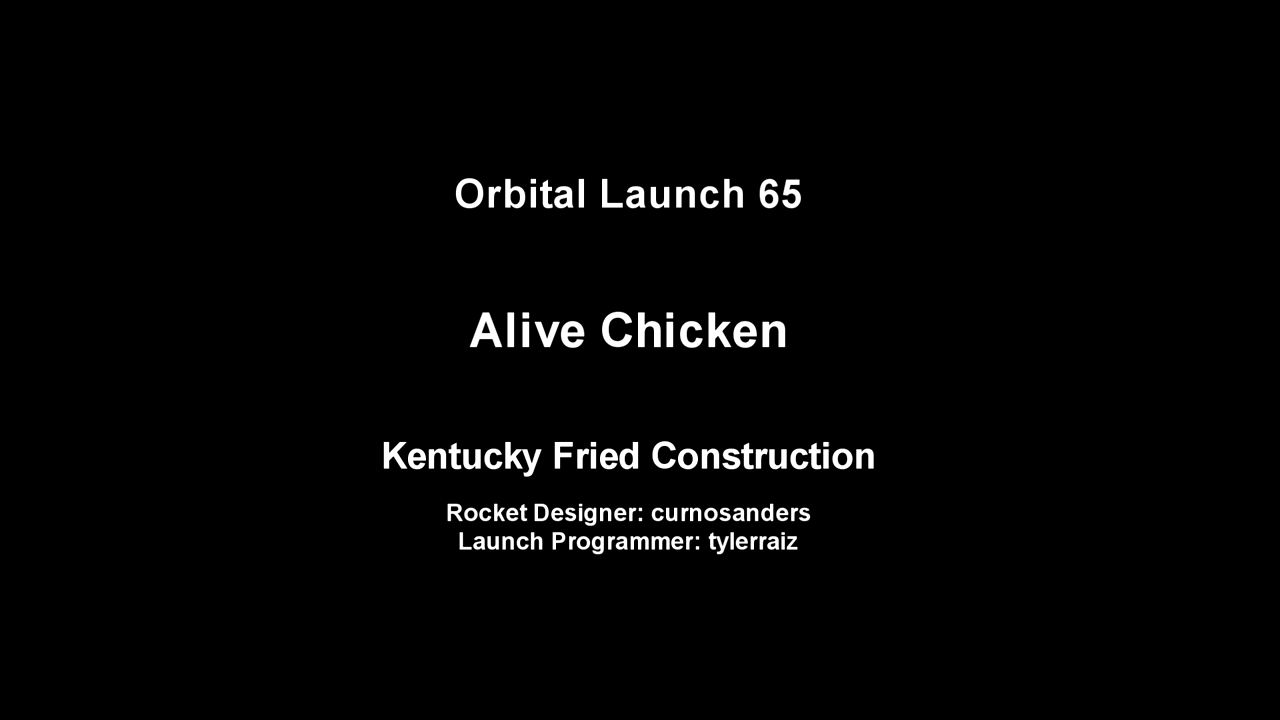 Orbital Launch 65
Alive Chicken
Kentucky Fried Construction
Rocket Designer: curnosanders
Launch Programmer: tylerraiz